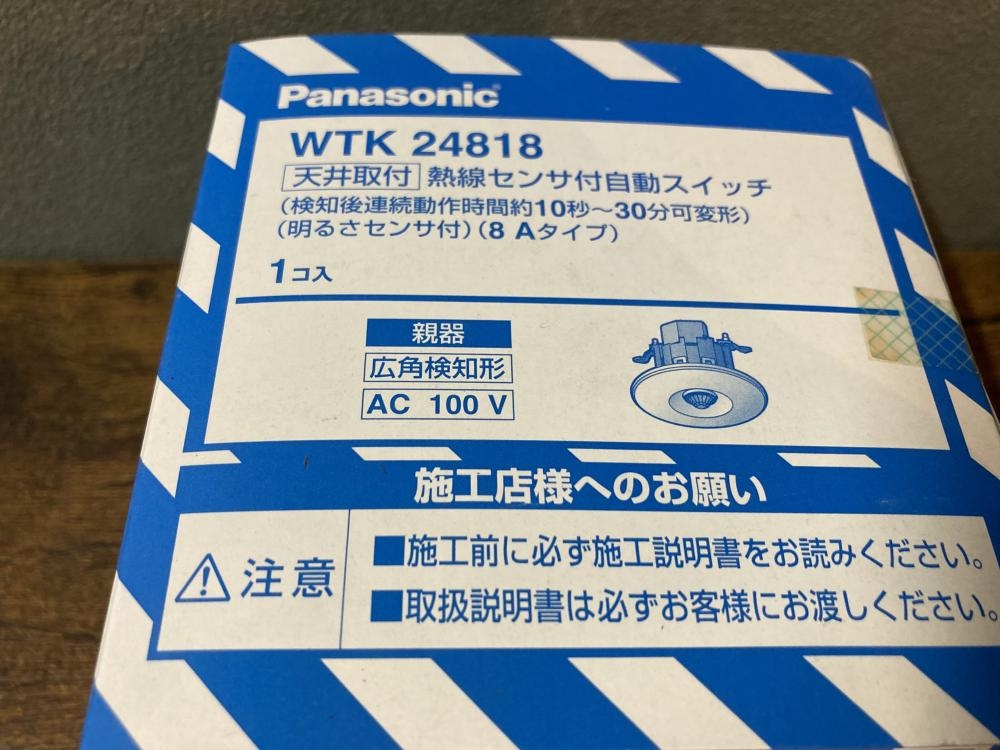 Panasonic
WTK 24818
天井取付 熱線センサ付自動スイッチ
(検知後連続動作時間約10秒～30分可変形)
(明るさセンサ付)(8 Aタイプ)
1コ入
親器
広角検知形
AC 100 V
施工店様へのお願い
注意
■施工前に必ず施工説明書をお読みください。
■取扱説明書は必ずお客様にお渡しください。